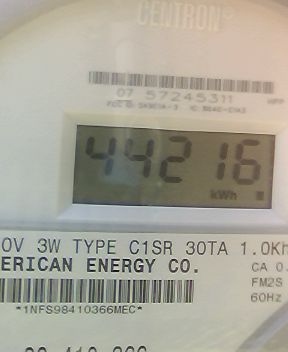 CENTRON®
07 57245311
44216
kWh
0V 3W TYPE C1SR 30TA 1.0Kh
ERICAN ENERGY CO.
CA 0.
FM2S
60Hz
*1NFS98410366MEC*